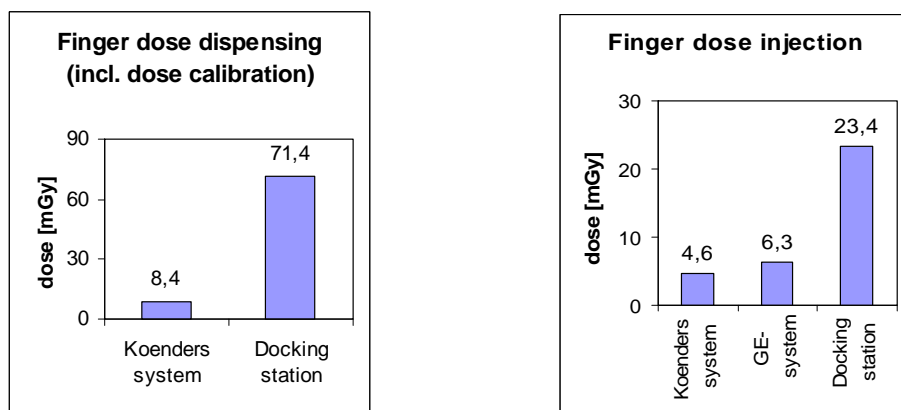 Finger dose dispensing
(incl. dose calibration)
dose [mGy]
90
60
30
0
8,4
71,4
Koenders
system
Docking
station
Finger dose injection
dose [mGy]
30
20
10
0
4,6
6,3
23,4
Koenders
system
GE-
system
Docking
station